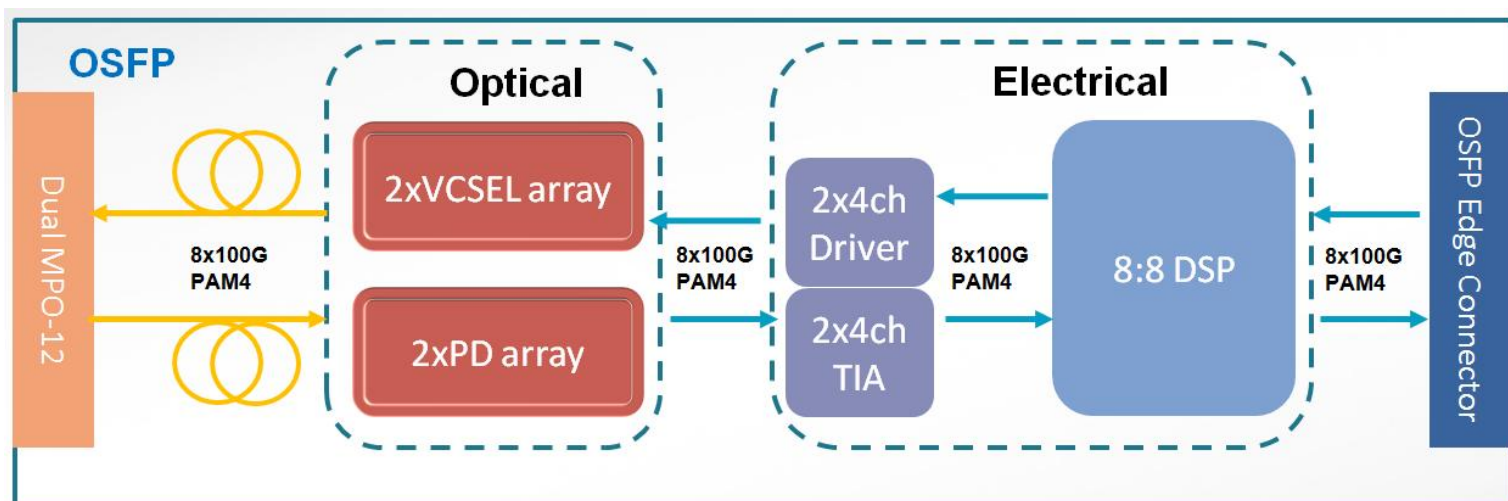 OSFP
Optical
Electrical
Dual MPO-12
2xVCSEL array
8x100G
PAM4
2xPD array
8x100G
PAM4
2x4ch
Driver
2x4ch
TIA
8x100G
PAM4
8:8 DSP
8x100G
PAM4
OSFP Edge Connector